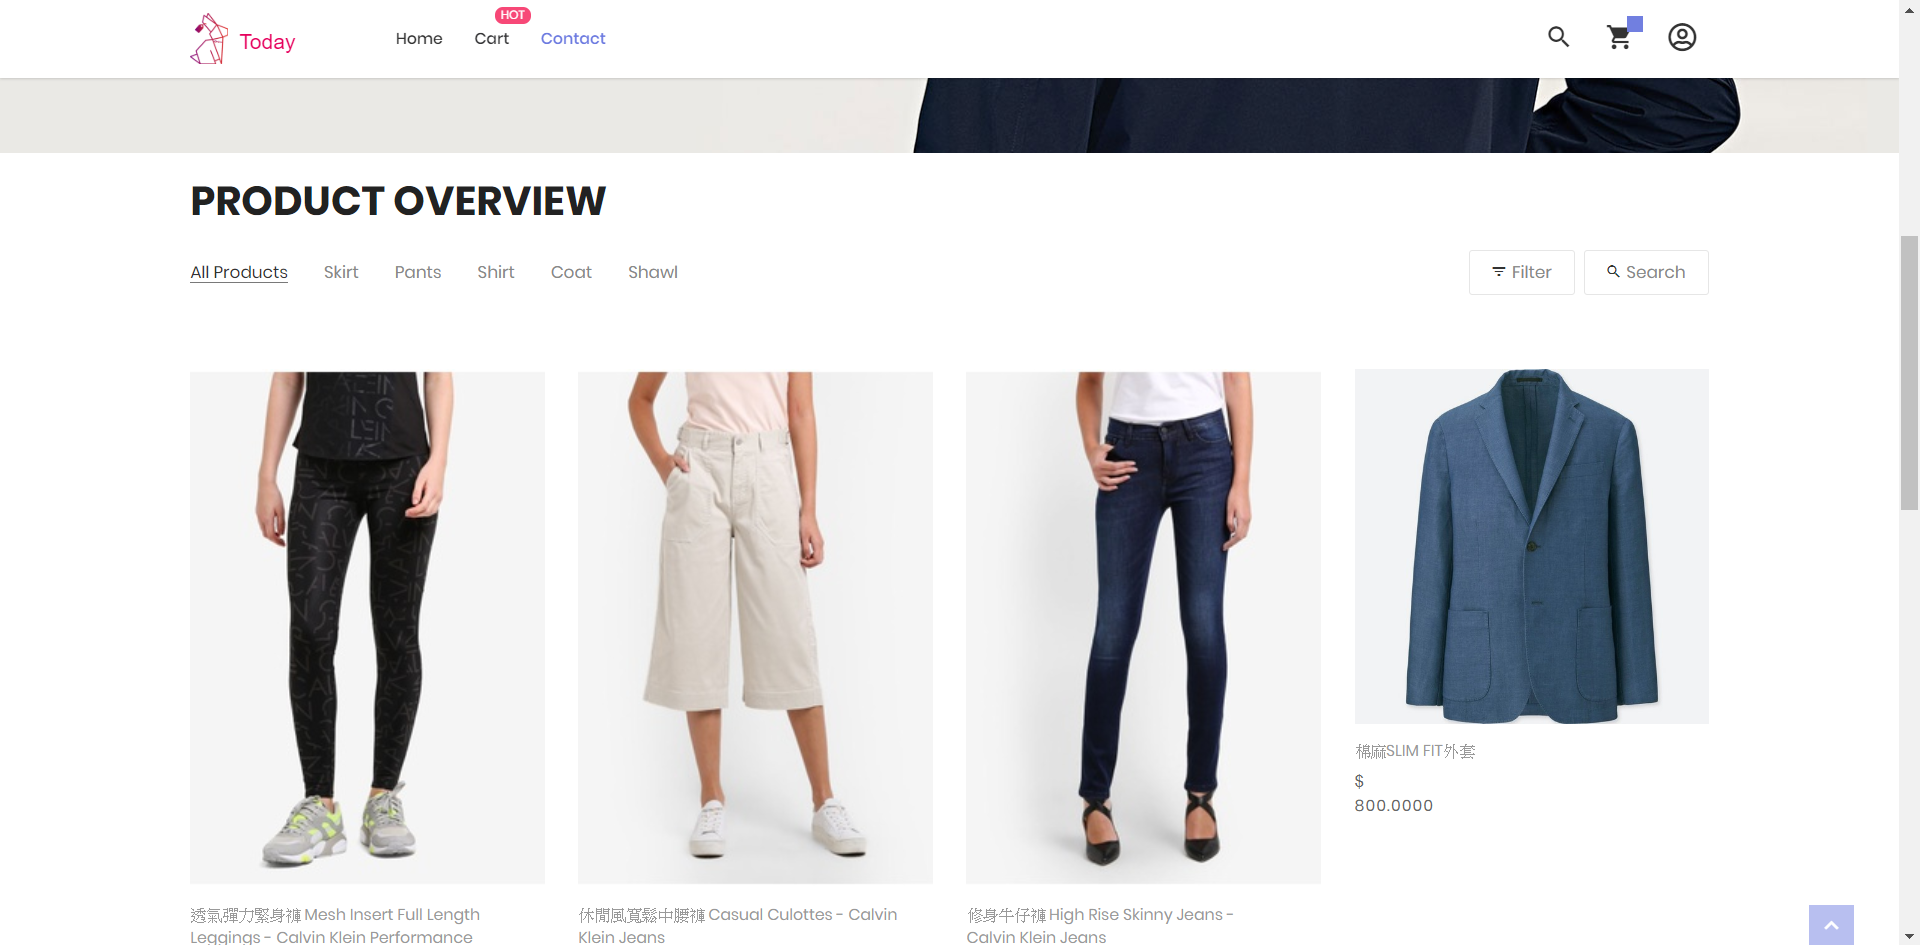 Today
Home
Cart
HOT
Contact
PRODUCT OVERVIEW
All Products
Skirt
Pants
Shirt
Coat
Shawl
Filter
Search
透氣彈力緊身褲 Mesh Insert Full Length
Leggings - Calvin Klein Performance
休閒風寬鬆中腰褲 Casual Culottes - Calvin
Klein Jeans
修身牛仔褲 High Rise Skinny Jeans -
Calvin Klein Jeans
棉麻SLIM FIT外套
$
800.0000